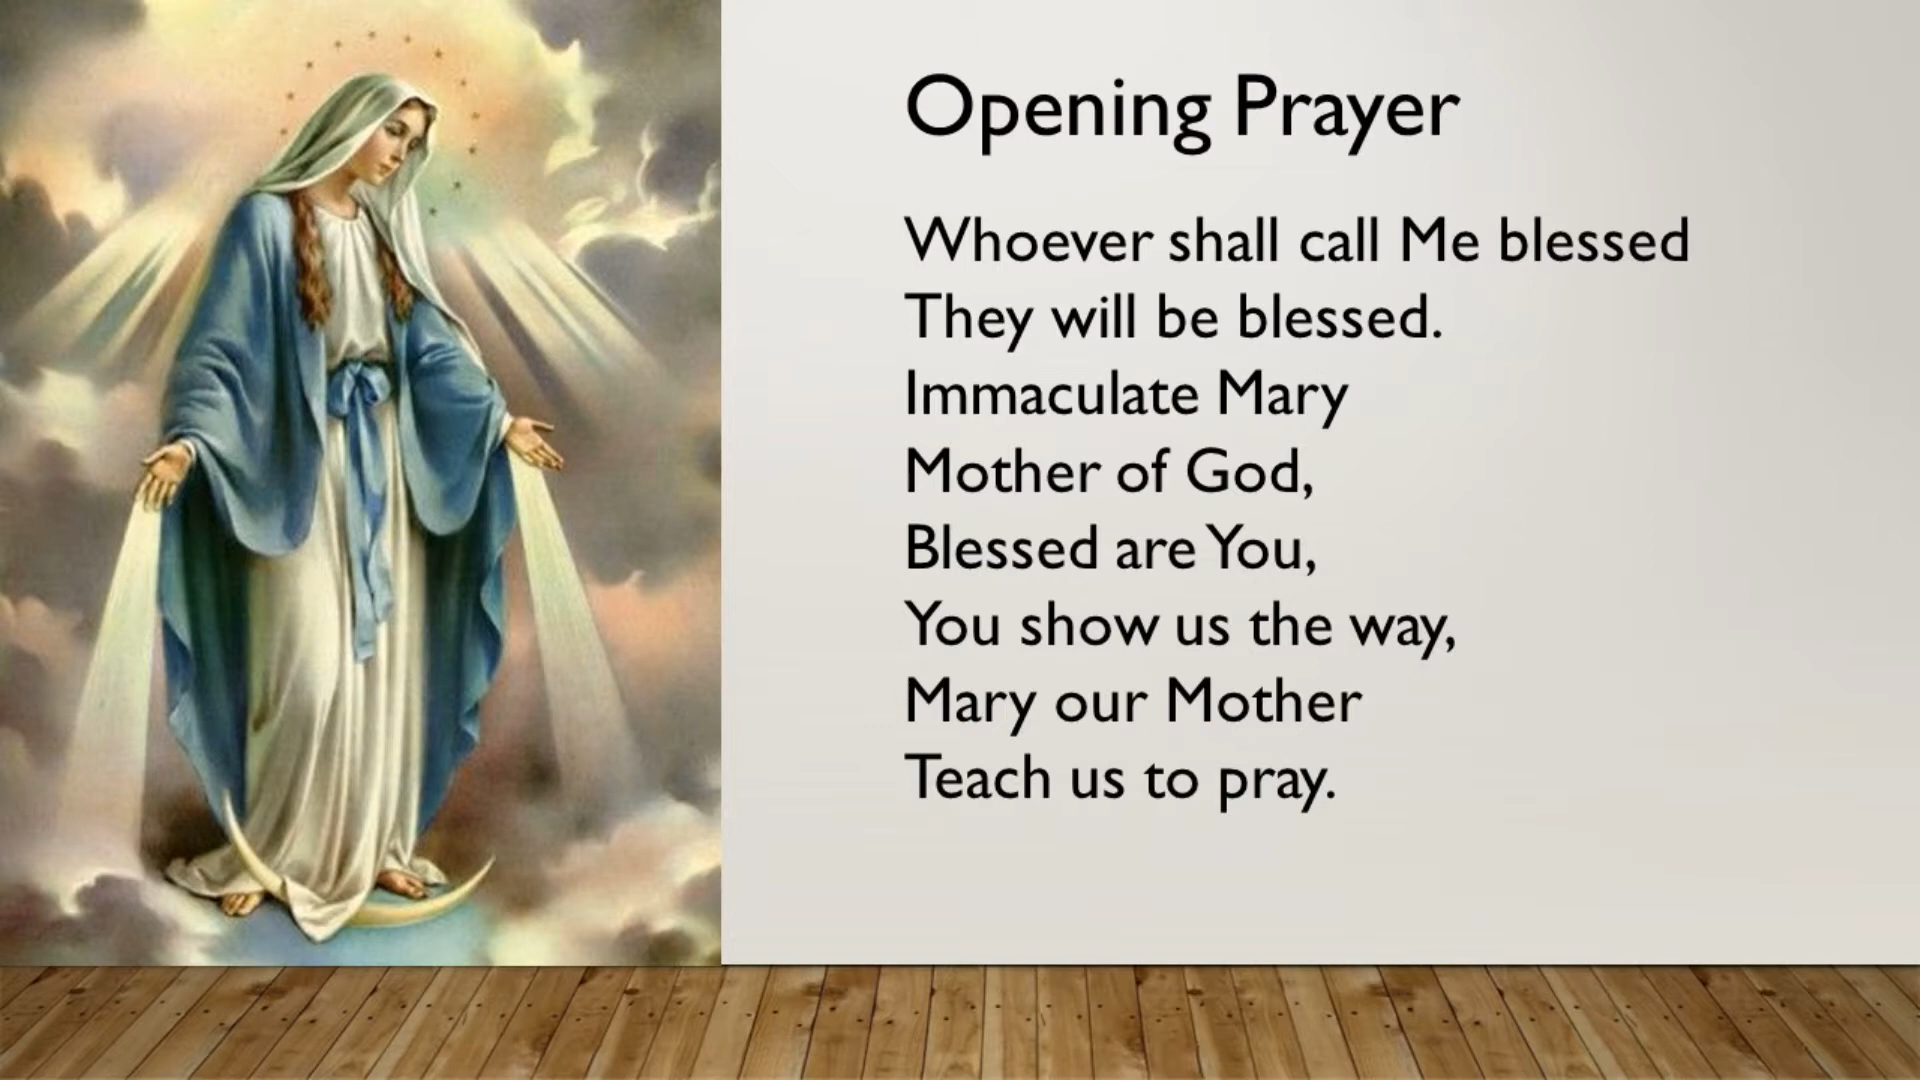 Opening Prayer
Whoever shall call Me blessed
They will be blessed.
Immaculate Mary
Mother of God,
Blessed are You,
You show us the way,
Mary our Mother
Teach us to pray.